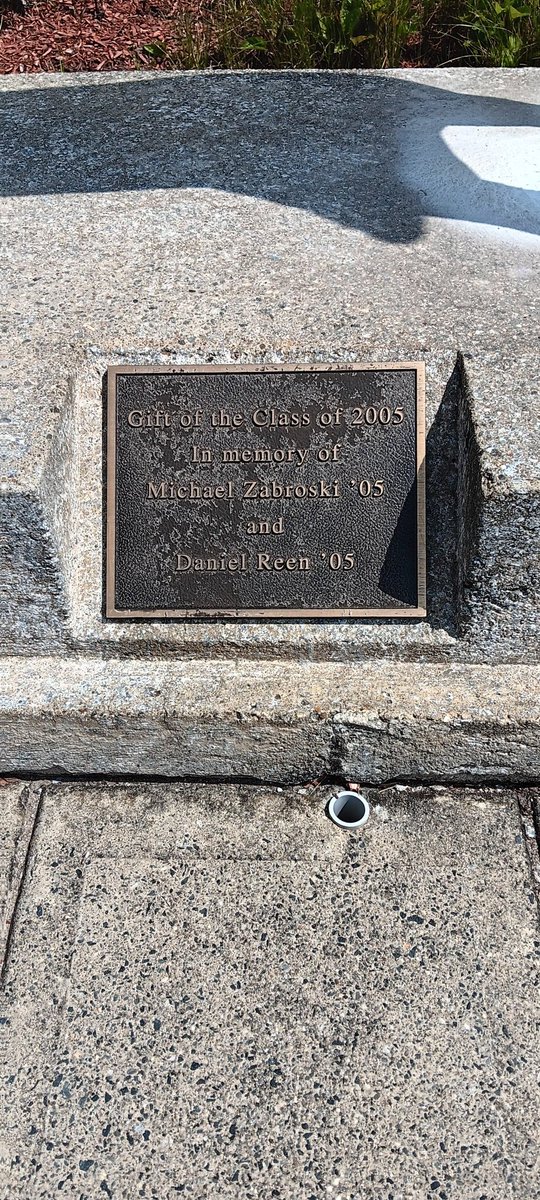 Gift of the Class of 2005
In memory of
Michael Zabroski ’05
and
Daniel Reen ’05